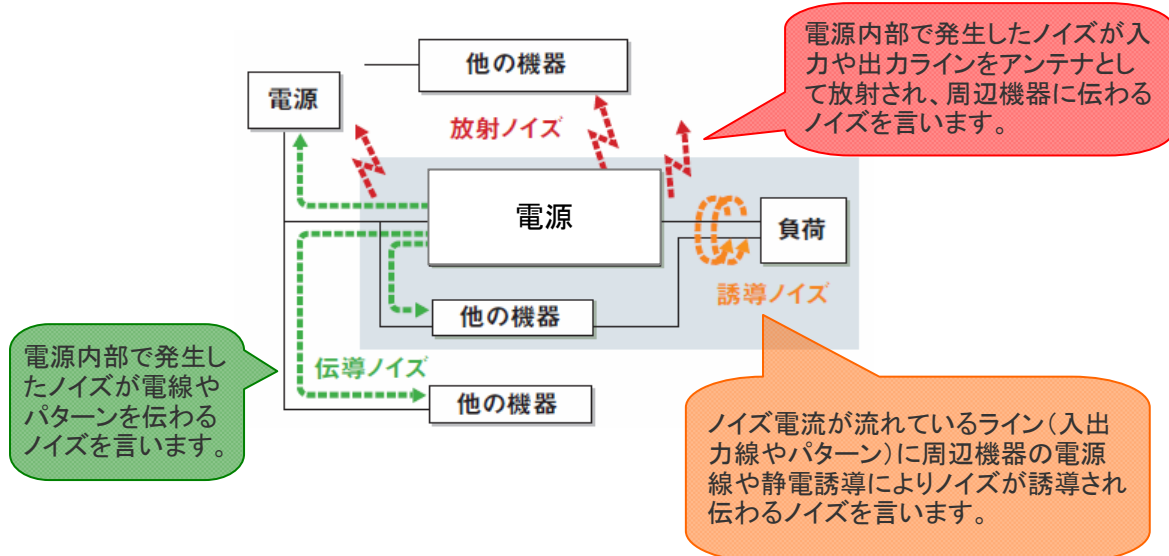 電源内部で発生したノイズが入
力や出力ラインをアンテナとし
て放射され、周辺機器に伝わる
ノイズを言います。
他の機器
電源
放射ノイズ
電源
負荷
誘導ノイズ
他の機器
伝導ノイズ
他の機器
電源内部で発生し
たノイズが電線や
パターンを伝わる
ノイズを言います。
ノイズ電流が流れているライン(入出
力線やパターン)に周辺機器の電源
線や静電誘導によりノイズが誘導され
伝わるノイズを言います。